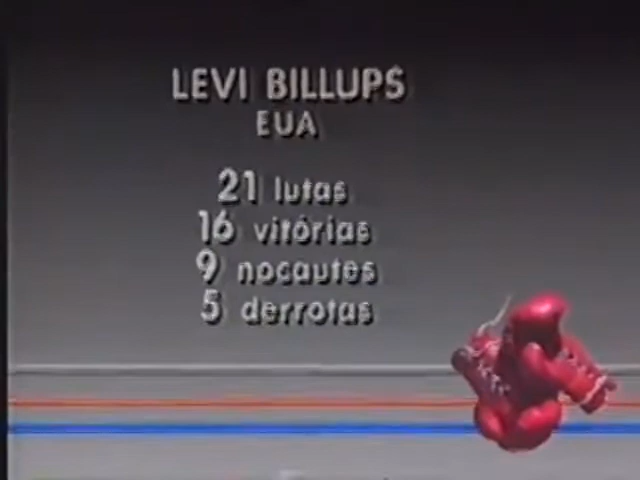 LEVI BILLUPS
EUA
21 lutas
16 vitórias
9 nocautes
5 derrotas